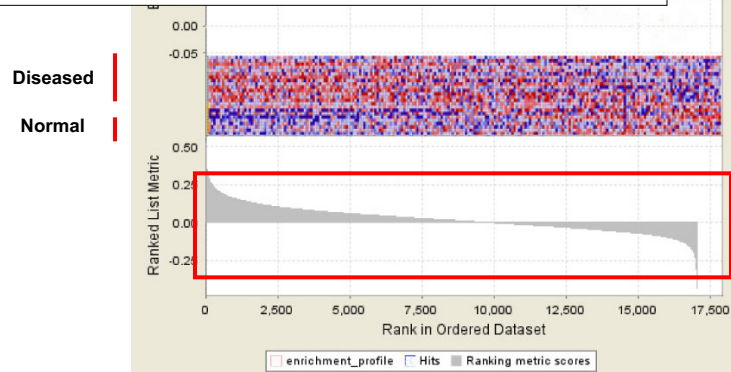 0.00
-0.05
Diseased
Normal
0.50
0.25
0.00
-0.25
Ranked List Metric
0 2,500 5,000 7,500 10,000 12,500 15,000 17,500
Rank in Ordered Dataset
enrichment_profile Hits Ranking metric scores